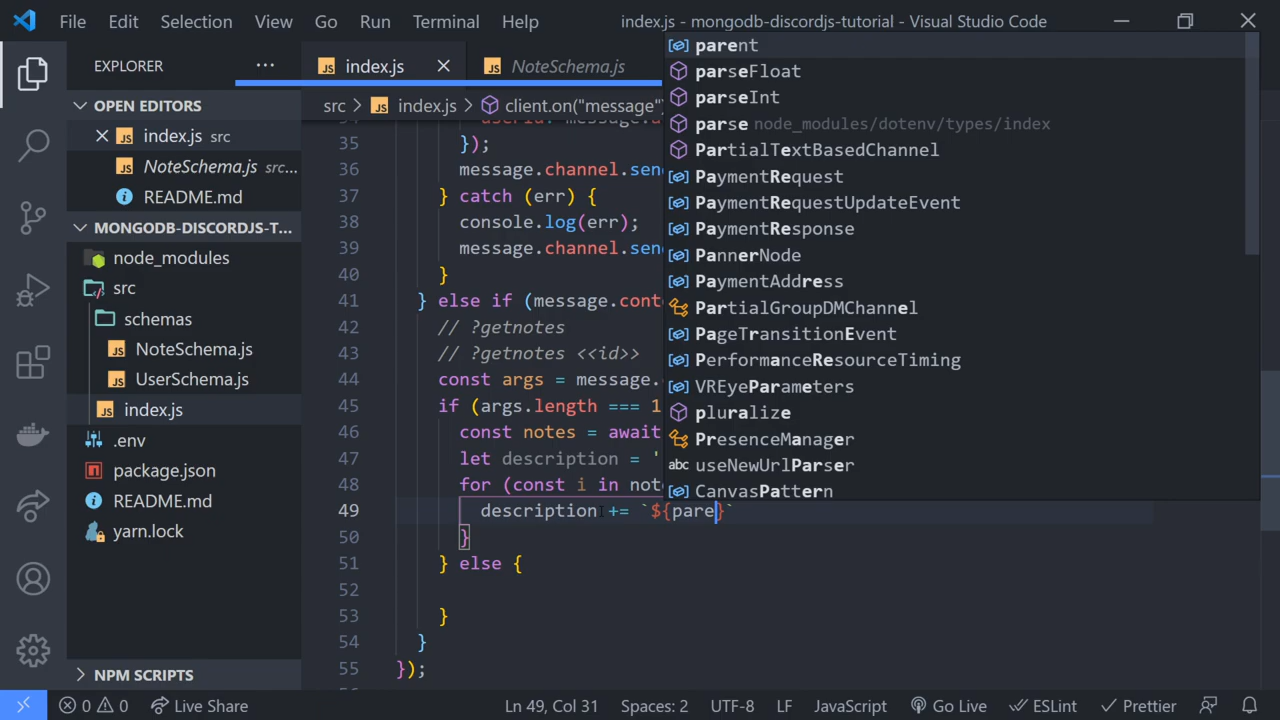 File Edit Selection View Go Run Terminal Help index.js - mongodb-discordjs-tutorial - Visual Studio Code
EXPLORER ···
index.js
NoteSchema.js
src > index.js > client.on("message")
OPEN EDITORS
index.js src
NoteSchema.js src...
README.md
MONGODB-DISCORDJS-T...
node_modules
src
schemas
NoteSchema.js
UserSchema.js
index.js
.env
package.json
README.md
yarn.lock
NPM SCRIPTS
35 });
36 message.channel.sen
37 } catch (err) {
38 console.log(err);
39 message.channel.sen
40 }
41 } else if (message.cont
42 // ?getnotes
43 // ?getnotes <<id>>
44 const args = message.
45 if (args.length === 1
46 const notes = await
47 let description = '
48 for (const i in note
49 description += `${pare}`
50 }
51 } else {
52
53 }
54 }
55 });
parent
parseFloat
parseInt
parse node_modules/dotenv/types/index
PartialTextBasedChannel
PaymentRequest
PaymentRequestUpdateEvent
PaymentResponse
PannerNode
PaymentAddress
PartialGroupDMChannel
PageTransitionEvent
PerformanceResourceTiming
VREyeParameters
pluralize
PresenceManager
abc useNewUrlParser
CanvasPattern
0 0 Live Share Ln 49, Col 31 Spaces: 2 UTF-8 LF JavaScript Go Live ESLint Prettier